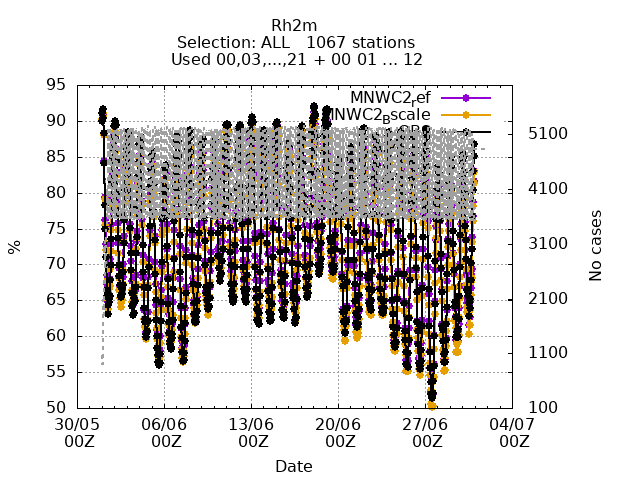 Rh2m
Selection: ALL 1067 stations
Used 00,03,...,21 + 00 01 ... 12
95
90
85
80
75
70
65
60
55
50
%
MNWC2ref
MNWC2Bscale
5100
4100
3100
2100
1100
100
No cases
30/05 06/06 13/06 20/06 27/06 04/07
00Z 00Z 00Z 00Z 00Z 00Z
Date